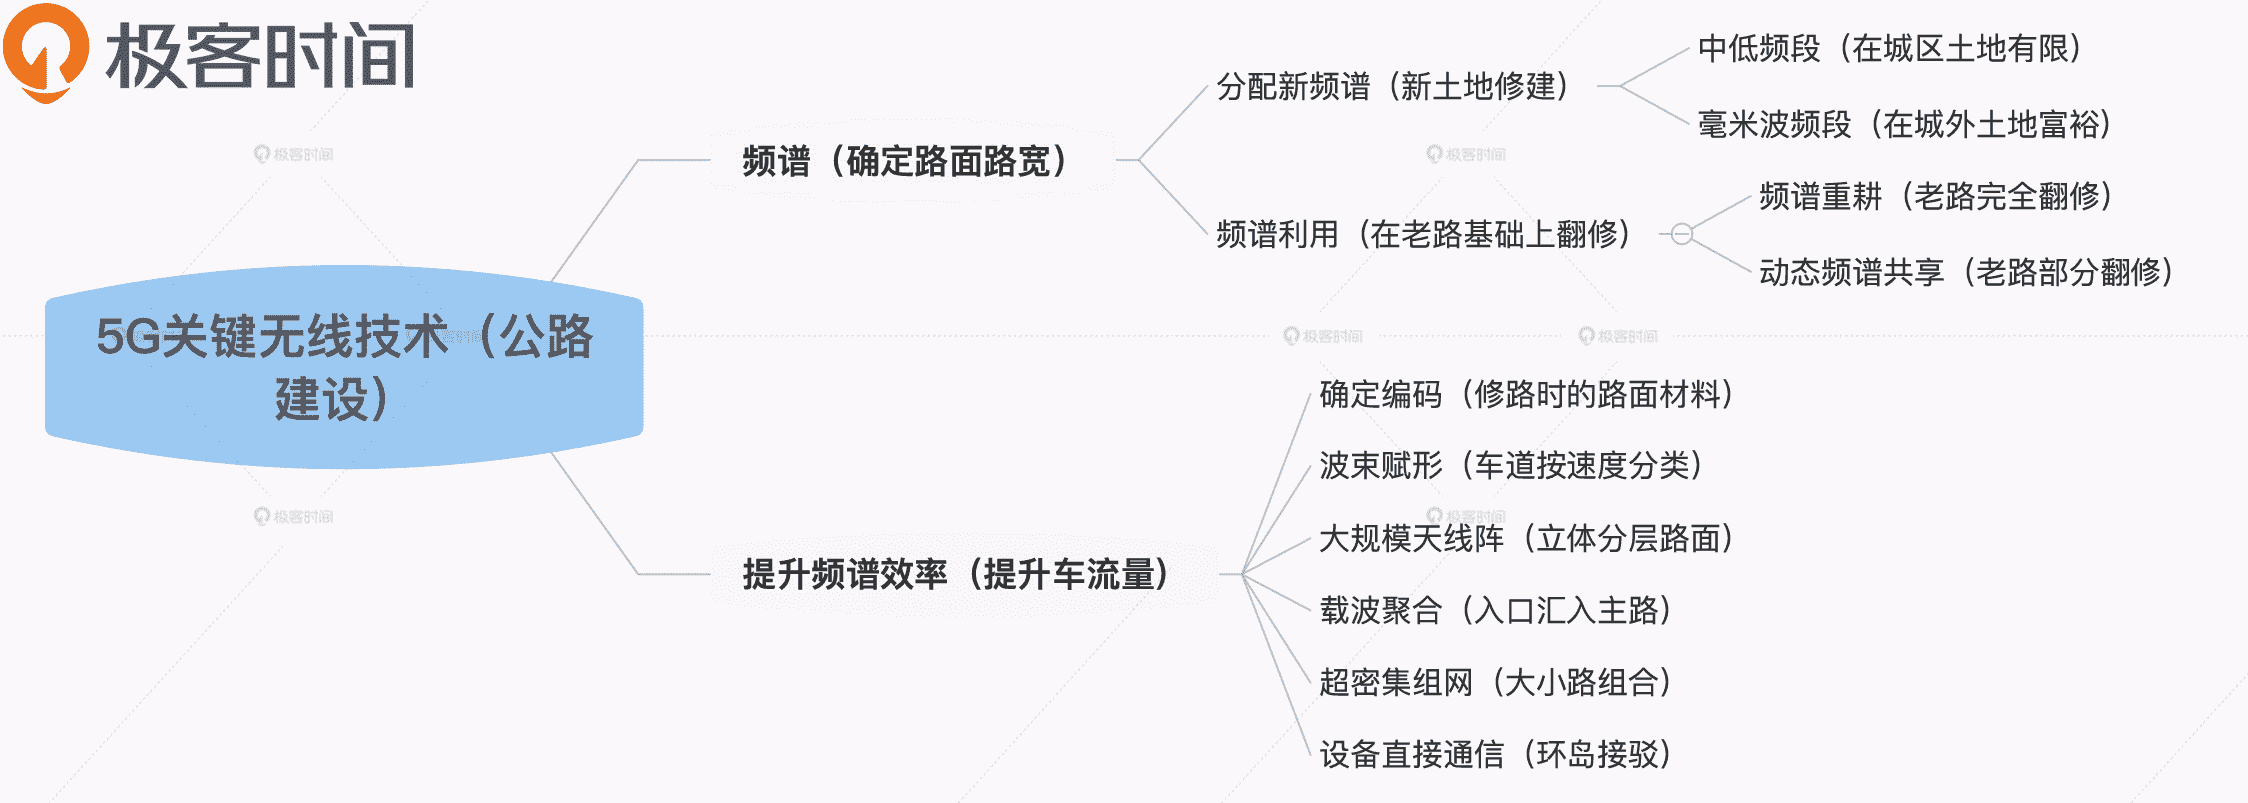 极客时间
中低频段（在城区土地有限）
分配新频谱（新土地修建）
毫米波频段（在城外土地富裕）
频谱（确定路面路宽）
频谱重耕（老路完全翻修）
频谱利用（在老路基础上翻修）
动态频谱共享（老路部分翻修）
5G关键无线技术（公路
建设）
确定编码（修路时的路面材料）
波束赋形（车道按速度分类）
大规模天线阵（立体分层路面）
提升频谱效率（提升车流量）
载波聚合（入口汇入主路）
超密集组网（大小路组合）
设备直接通信（环岛接驳）
极客时间
极客时间
极客时间
极客时间
极客时间
极客时间